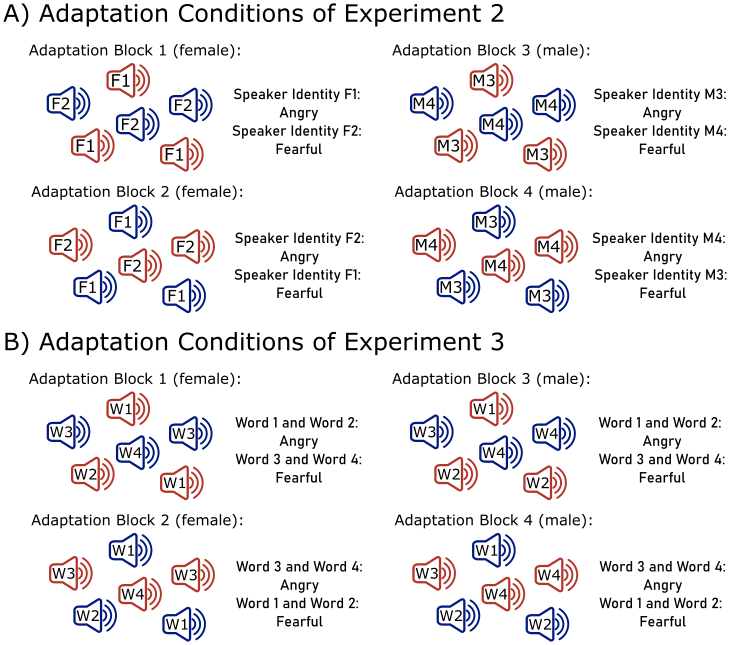 A) Adaptation Conditions of Experiment 2
Adaptation Block 1 (female):
F1
F2
F2
F2
F1
F1
Speaker Identity F1:
Angry
Speaker Identity F2:
Fearful
Adaptation Block 3 (male):
M3
M4
M4
M4
M3
M3
Speaker Identity M3:
Angry
Speaker Identity M4:
Fearful
Adaptation Block 2 (female):
F1
F2
F2
F2
F1
F1
Speaker Identity F2:
Angry
Speaker Identity F1:
Fearful
Adaptation Block 4 (male):
M3
M4
M4
M4
M3
M3
Speaker Identity M4:
Angry
Speaker Identity M3:
Fearful
B) Adaptation Conditions of Experiment 3
Adaptation Block 1 (female):
W1
W3
W3
W4
W2
W1
Word 1 and Word 2:
Angry
Word 3 and Word 4:
Fearful
Adaptation Block 3 (male):
W1
W3
W4
W4
W2
W2
Word 1 and Word 2:
Angry
Word 3 and Word 4:
Fearful
Adaptation Block 2 (female):
W1
W3
W3
W4
W2
W1
Word 3 and Word 4:
Angry
Word 1 and Word 2:
Fearful
Adaptation Block 4 (male):
W1
W3
W4
W4
W2
W2
Word 3 and Word 4:
Angry
Word 1 and Word 2:
Fearful